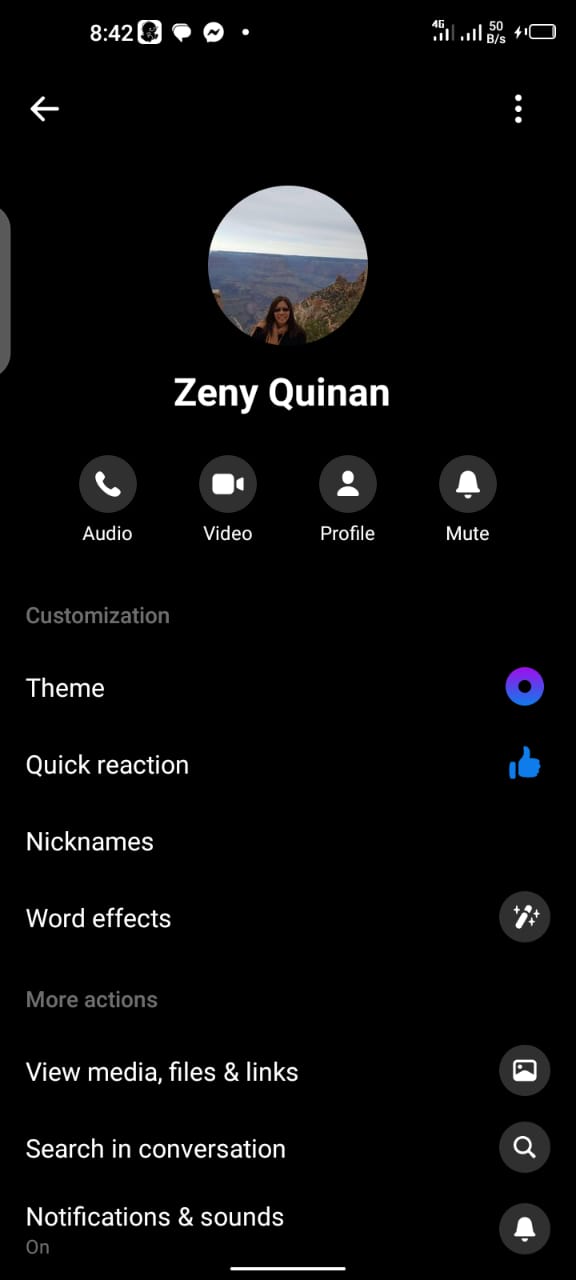 8:42
4G 50 B/s
Zeny Quinan
Audio Video Profile Mute
Customization
Theme
Quick reaction
Nicknames
Word effects
More actions
View media, files & links
Search in conversation
Notifications & sounds
On